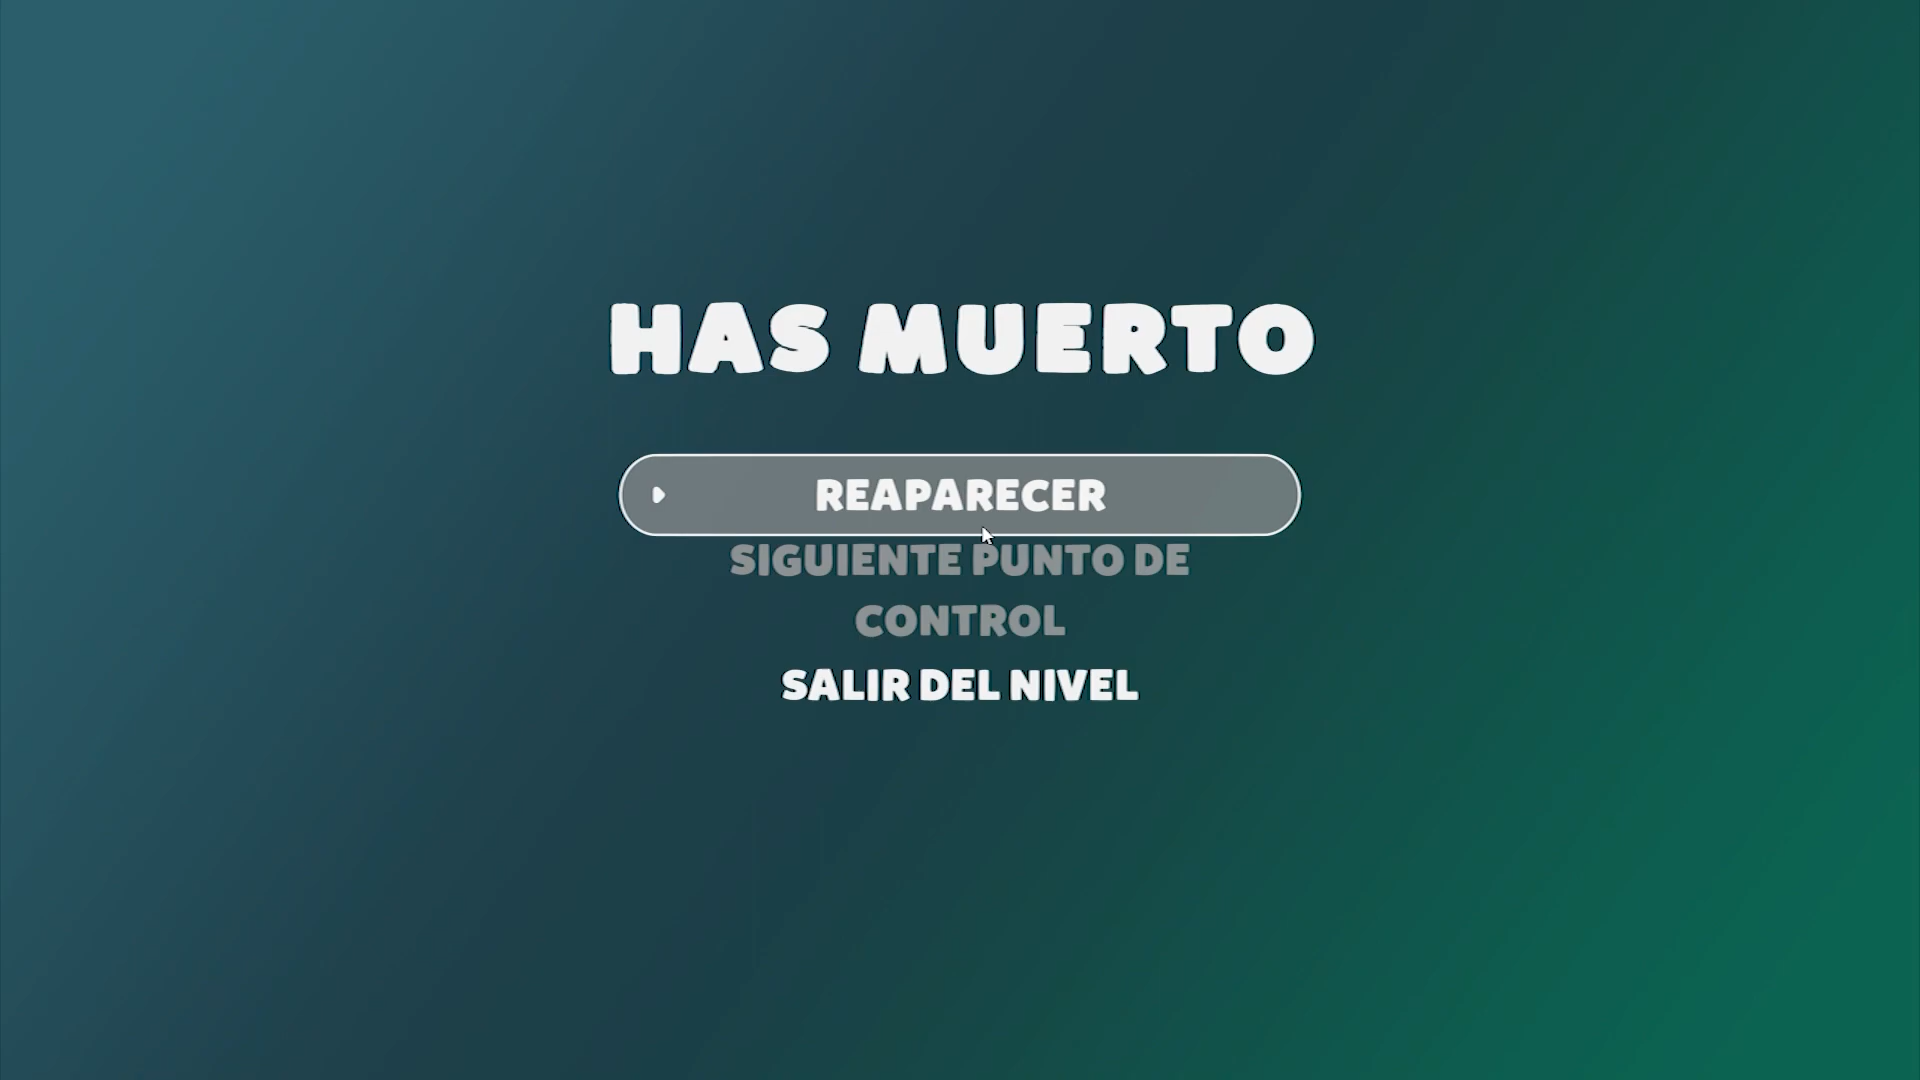 HAS MUERTO
REAPARECER
SIGUIENTE PUNTO DE
CONTROL
SALIR DEL NIVEL